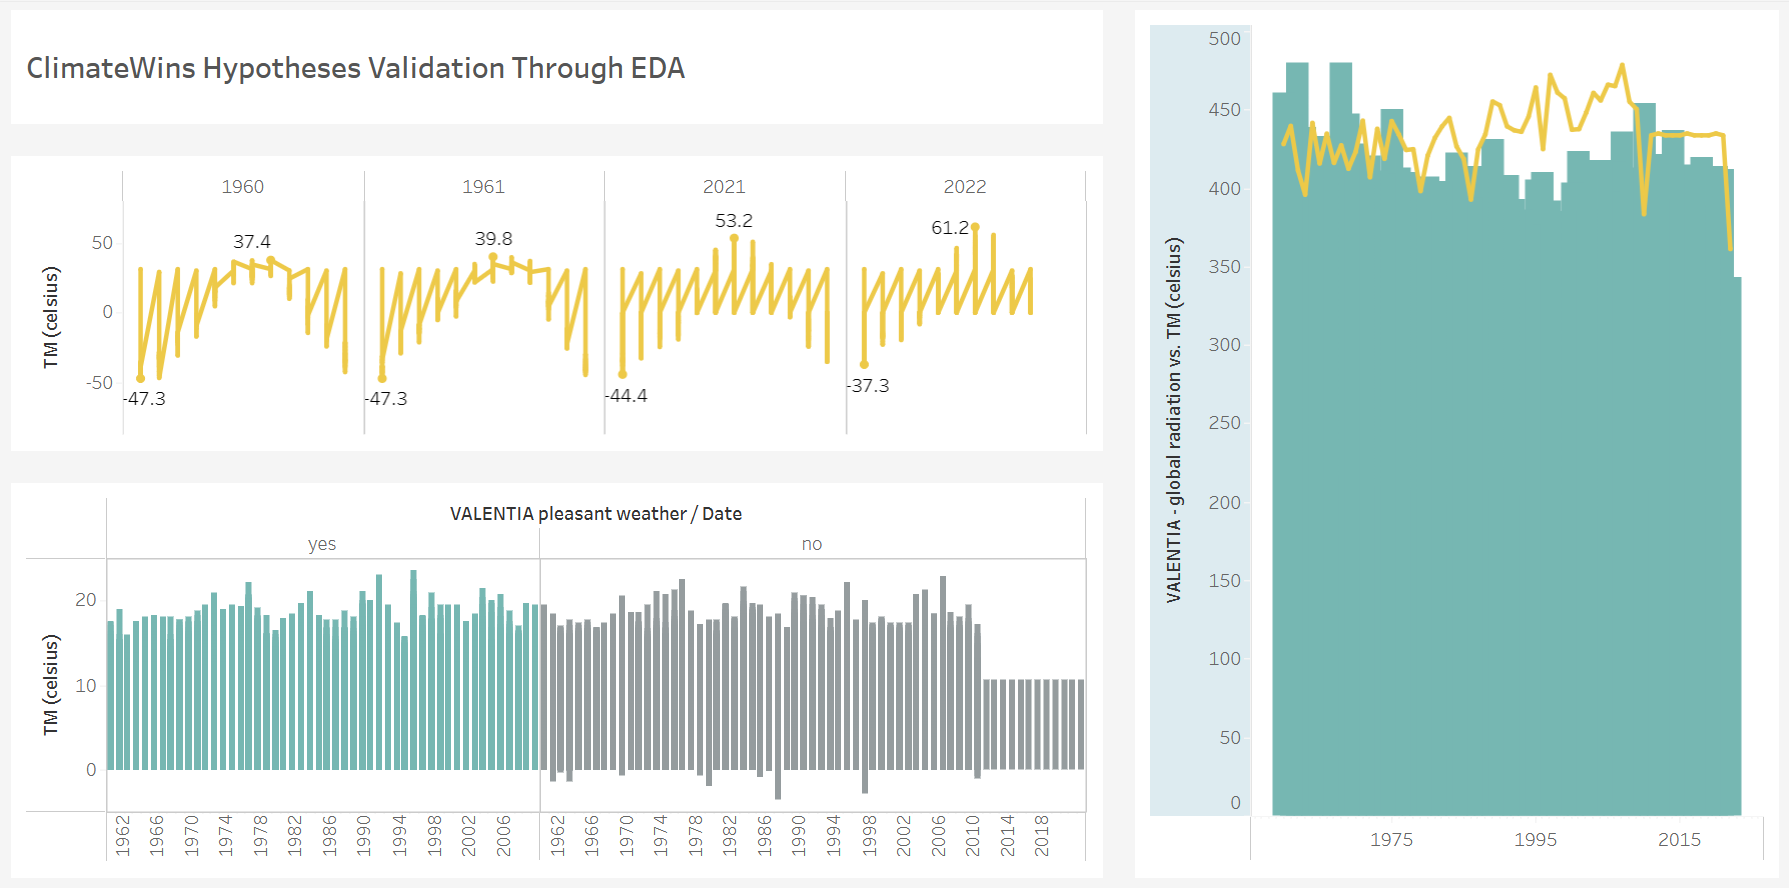 ClimateWins Hypotheses Validation Through EDA
1960 1961 2021 2022
TM (celsius)
50
0
-50
37.4
-47.3
39.8
-47.3
53.2
-44.4
61.2
-37.3
VALENTIA pleasant weather / Date
yes no
TM (celsius)
20
10
0
1962 1966 1970 1974 1978 1982 1986 1990 1994 1998 2002 2006 1962 1966 1970 1974 1978 1982 1986 1990 1994 1998 2002 2006 2010 2014 2018
VALENTIA - global radiation vs. TM (celsius)
500
450
400
350
300
250
200
150
100
50
0
1975 1995 2015